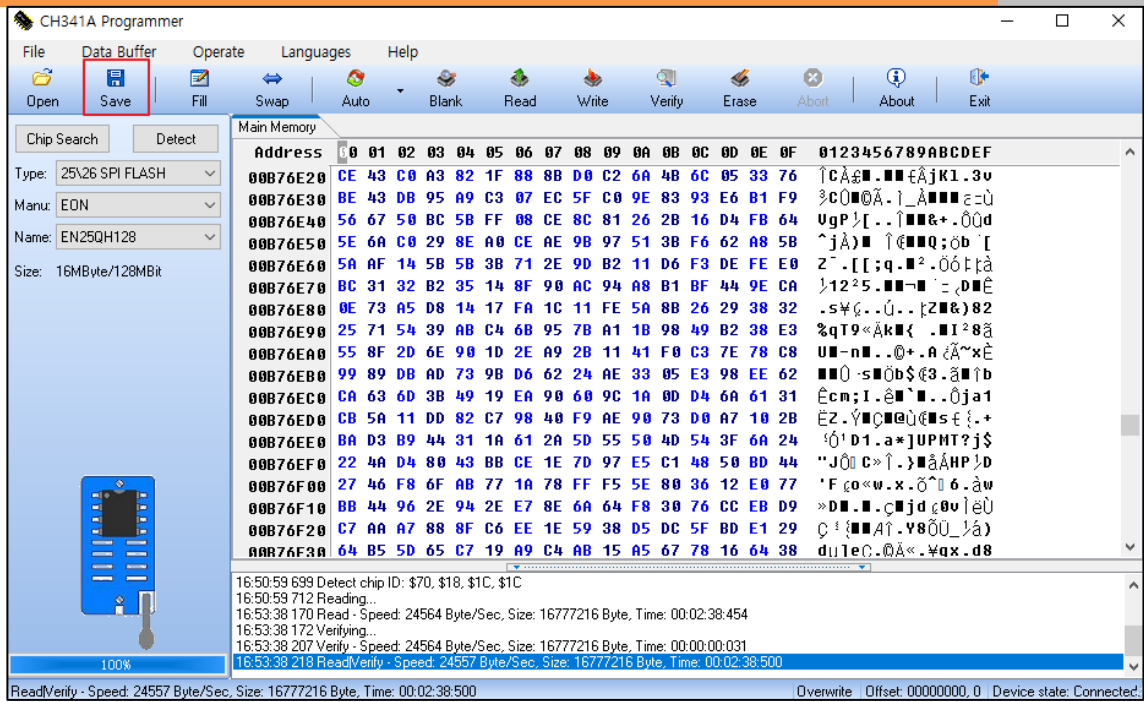 CH341A Programmer
File Data Buffer Operate Languages Help
Open Save Fill Swap Auto Blank Read Write Verify Erase Abort About Exit
Chip Search Detect
Type: 25\26 SPI FLASH
Manu: EON
Name: EN25QH128
Size: 16MByte/128MBit
Main Memory
Address 00 01 02 03 04 05 06 07 08 09 0A 0B 0C 0D 0E 0F 0123456789ABCDEF
00B76E20 CE 43 C0 A3 82 1F 88 8B D0 C2 6A 4B 6C 05 33 76
00B76E30 BE 43 DB 95 A9 C3 07 EC 5F C0 9E 83 93 E6 B1 F9
00B76E40 56 67 50 BC 5B FF 08 CE 8C 81 26 2B 16 D4 FB 64
00B76E50 5E 6A C0 29 8E A0 CE AE 9B 97 51 3B F6 62 A8 5B
00B76E60 5A AF 14 5B 5B 3B 71 2E 9D B2 11 D6 F3 DE FE E0
00B76E70 BC 31 32 B2 35 14 8F 90 AC 94 A8 B1 BF 44 9E CA
00B76E80 0E 73 A5 D8 14 17 FA 1C 11 FE 5A 8B 26 29 38 32
00B76E90 25 71 54 39 AB C4 6B 95 7B A1 1B 98 49 B2 38 E3
00B76EA0 55 8F 2D 6E 90 1D 2E A9 2B 11 41 F0 C3 7E 78 C8
00B76EB0 99 89 DB AD 73 9B D6 62 24 AE 33 05 E3 98 EE 62
00B76EC0 CA 63 6D 3B 49 19 EA 90 60 9C 1A 0D D4 6A 61 31
00B76ED0 CB 5A 11 DD 82 C7 98 40 F9 AE 90 73 D0 A7 10 2B
00B76EE0 BA D3 B9 44 31 1A 61 2A 5D 55 50 4D 54 3F 6A 24
00B76EF0 22 4A D4 80 43 BB CE 1E 7D 97 E5 C1 48 50 BD 44
00B76F00 27 46 F8 6F AB 77 1A 78 FF F5 5E 80 36 12 E0 77
00B76F10 BB 44 96 2E 94 2E E7 8E 6A 64 F8 30 76 CC EB D9
00B76F20 C7 AA A7 88 8F C6 EE 1E 59 38 D5 DC 5F BD E1 29
00B76F30 64 B5 5D 65 C7 19 A9 C4 AB 15 A5 67 78 16 64 38
16:50:59 699 Detect chip ID: $70, $18, $1C, $1C
16:50:59 712 Reading...
16:53:38 170 Read - Speed: 24564 Byte/Sec, Size: 16777216 Byte, Time: 00:02:38:454
16:53:38 172 Verifying...
16:53:38 207 Verify - Speed: 24564 Byte/Sec, Size: 16777216 Byte, Time: 00:00:00:031
16:53:38 218 Read|Verify - Speed: 24557 Byte/Sec, Size: 16777216 Byte, Time: 00:02:38:500
100%
Read|Verify - Speed: 24557 Byte/Sec, Size: 16777216 Byte, Time: 00:02:38:500 Overwrite Offset: 00000000, 0 Device state: Connected.